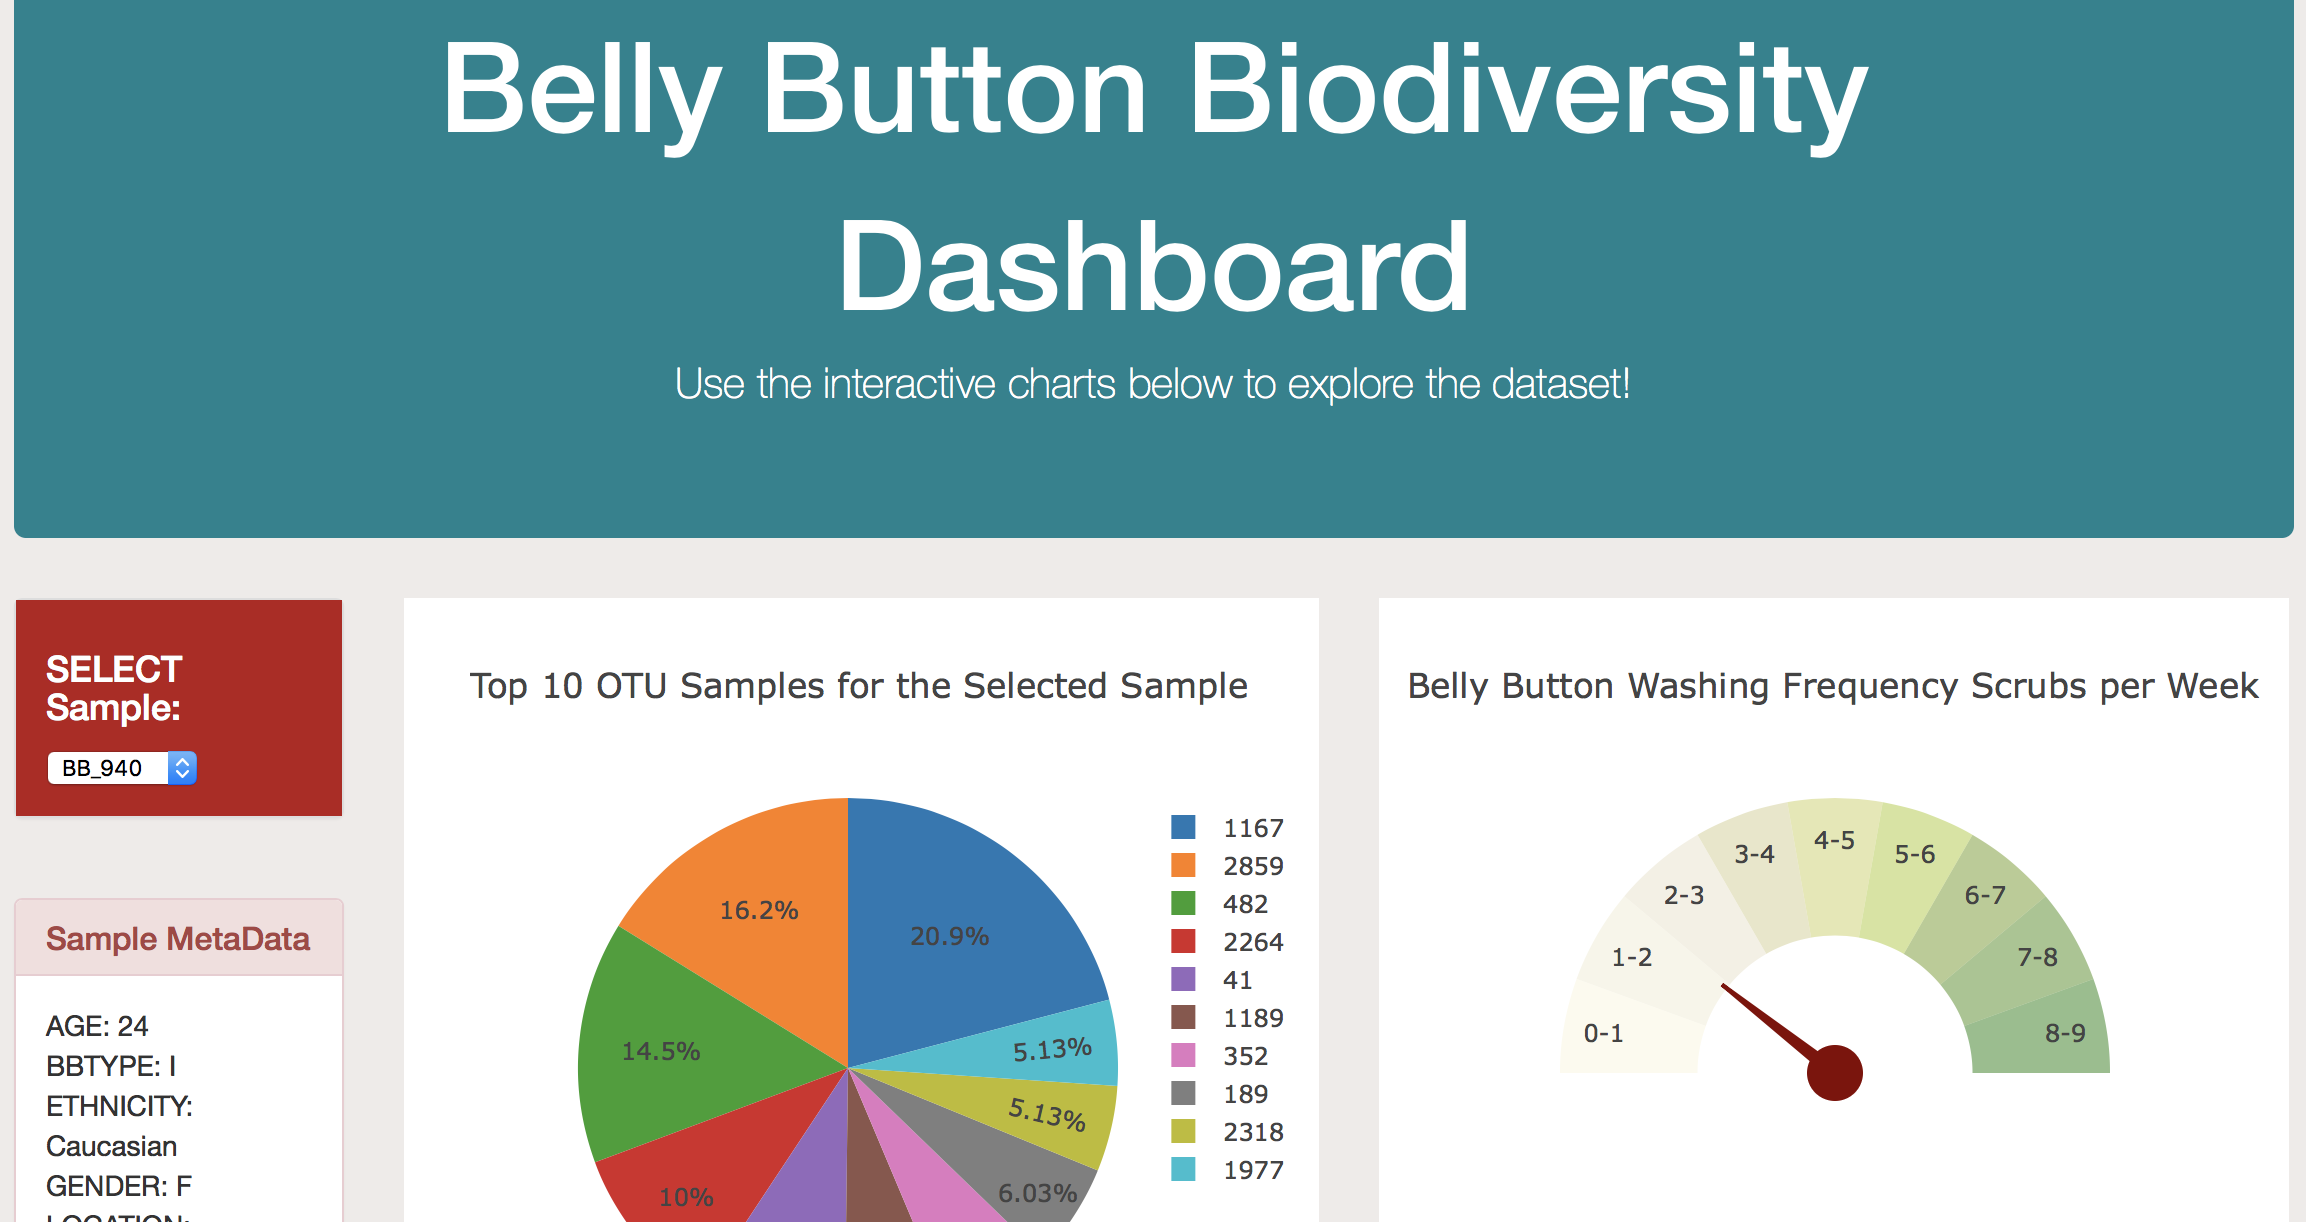 Belly Button Biodiversity
Dashboard
Use the interactive charts below to explore the dataset!
SELECT
Sample:
BB_940
Sample MetaData
AGE: 24
BBTYPE: I
ETHNICITY:
Caucasian
GENDER: F
LOCATION:
Top 10 OTU Samples for the Selected Sample
16.2%
20.9%
14.5%
5.13%
5.13%
10%
6.03%
1167
2859
482
2264
41
1189
352
189
2318
1977
Belly Button Washing Frequency Scrubs per Week
0-1
1-2
2-3
3-4
4-5
5-6
6-7
7-8
8-9